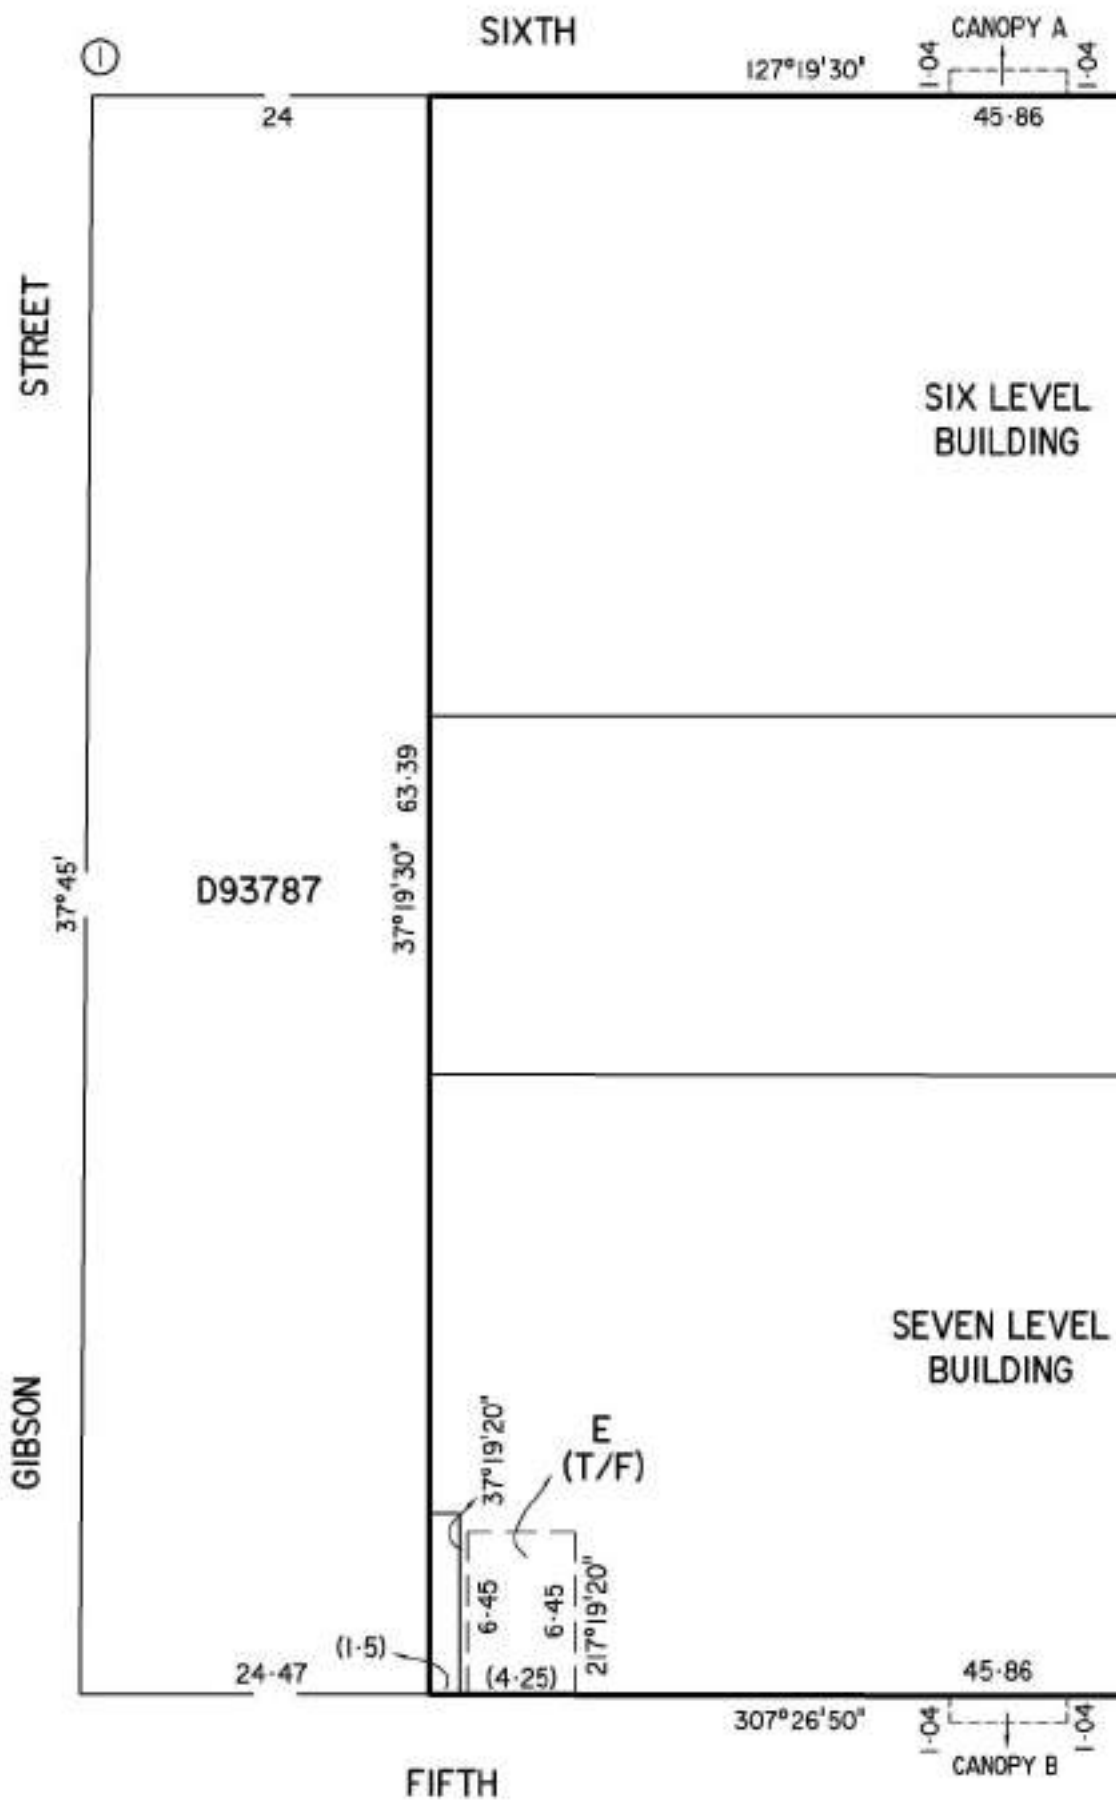 SIXTH
①
CANOPY A
1·04
1·04
127°19'30"
24
45·86
STREET
SIX LEVEL
BUILDING
63·39
37°19'30"
37°45'
D93787
SEVEN LEVEL
BUILDING
GIBSON
37°19'20"
E
(T/F)
6·45
6·45
217°19'20"
(1·5)
(4·25)
24·47
45·86
307°26'50"
1·04
1·04
CANOPY B
FIFTH